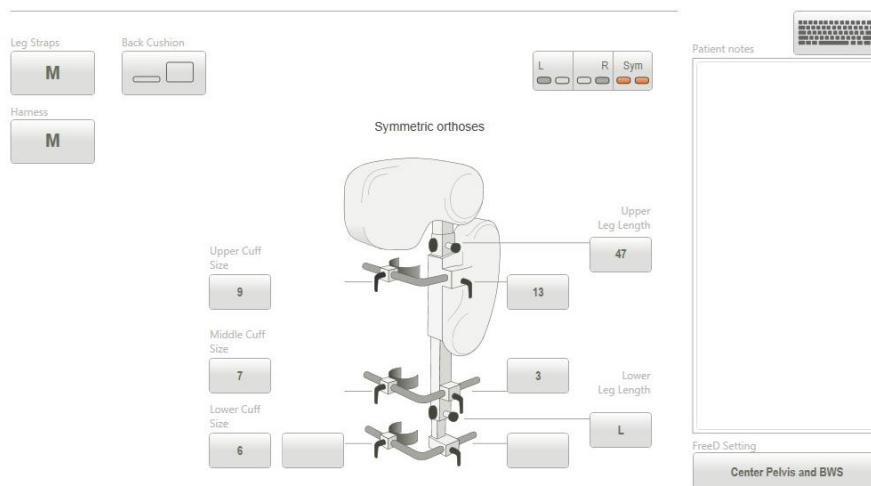 Leg Straps
M
Back Cushion
Harness
M
L R Sym
Patient notes
Symmetric orthoses
Upper
Leg Length
47
Upper Cuff
Size
9
13
Middle Cuff
Size
7
3
Lower
Leg Length
L
Lower Cuff
Size
6
FreeD Setting
Center Pelvis and BWS